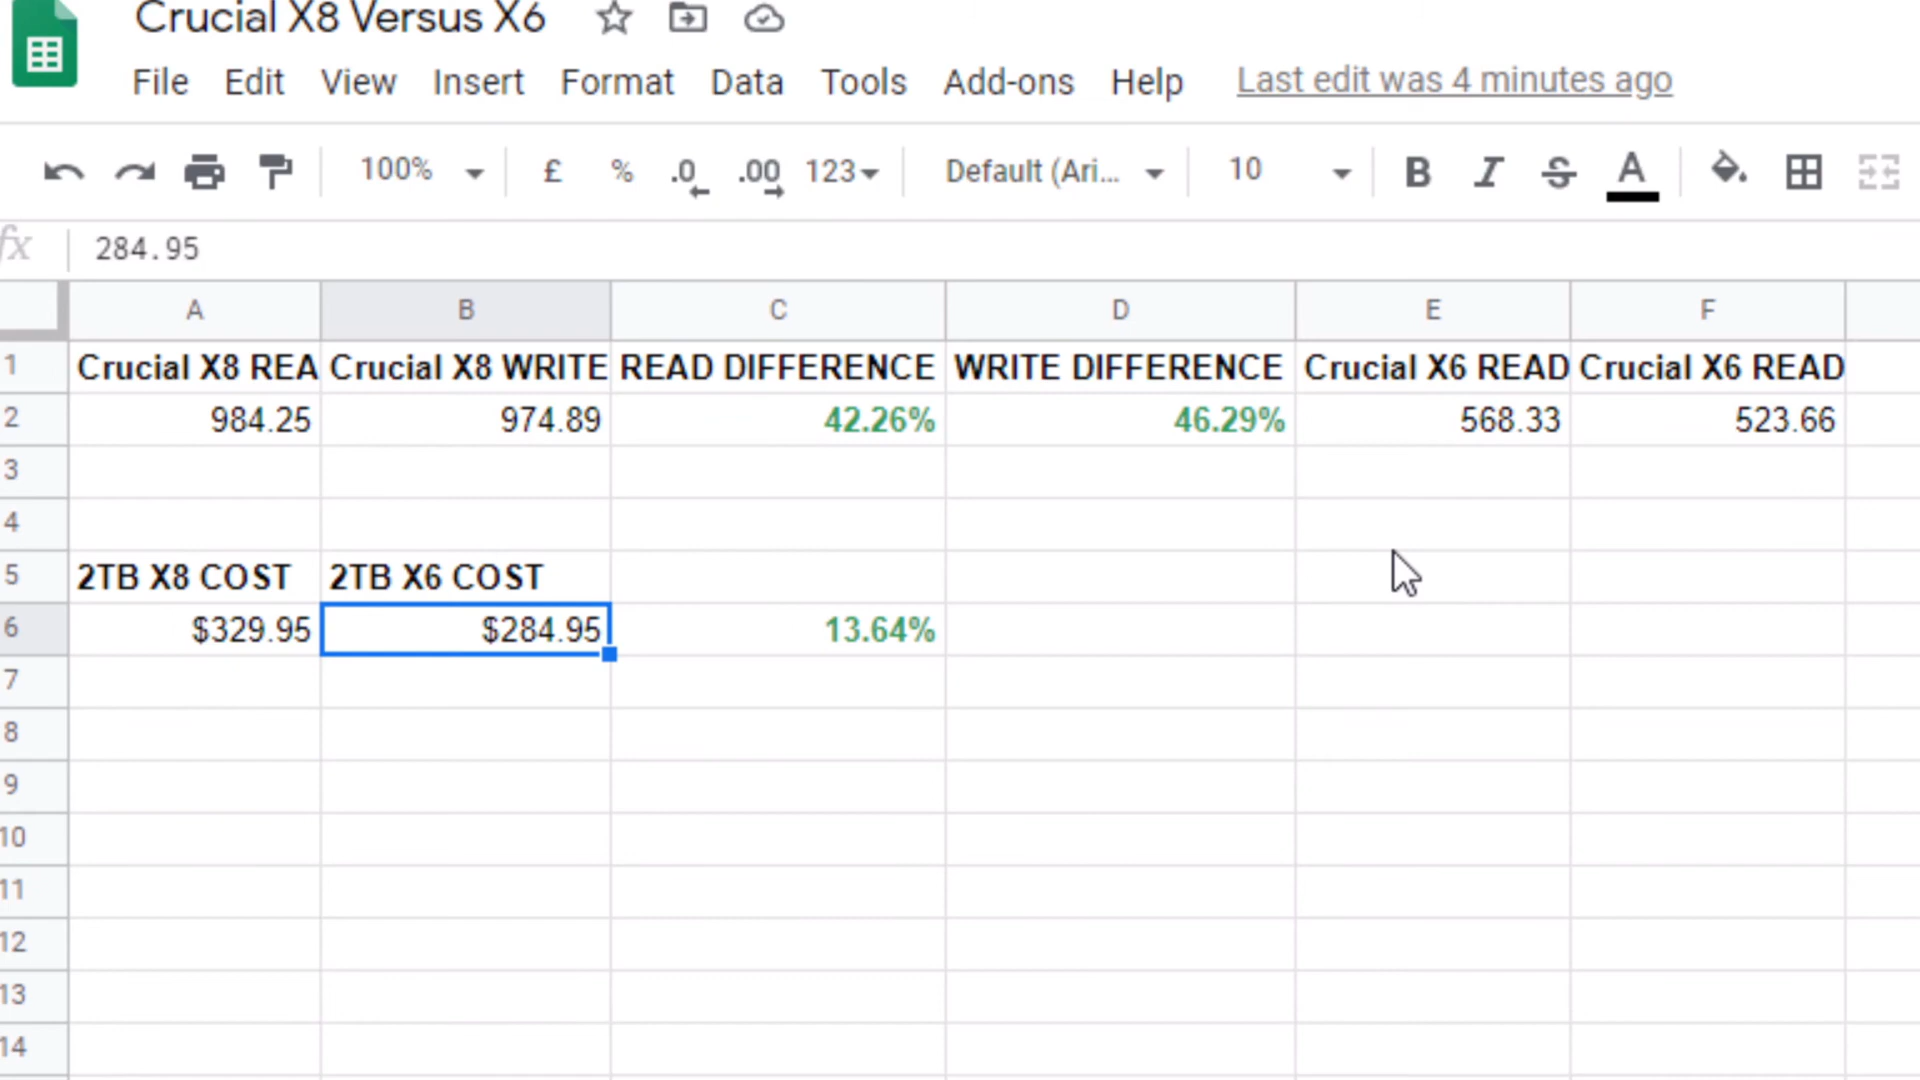 Crucial X8 Versus X6
File Edit View Insert Format Data Tools Add-ons Help Last edit was 4 minutes ago
100% £ % .0 .00 123 Default (Ari... 10 B I S A
fx 284.95
A B C D E F
1 Crucial X8 REA Crucial X8 WRITE READ DIFFERENCE WRITE DIFFERENCE Crucial X6 READ Crucial X6 READ
2 984.25 974.89 42.26% 46.29% 568.33 523.66
3
4
5 2TB X8 COST 2TB X6 COST
6 $329.95 $284.95 13.64%
7
8
9
10
11
12
13
14